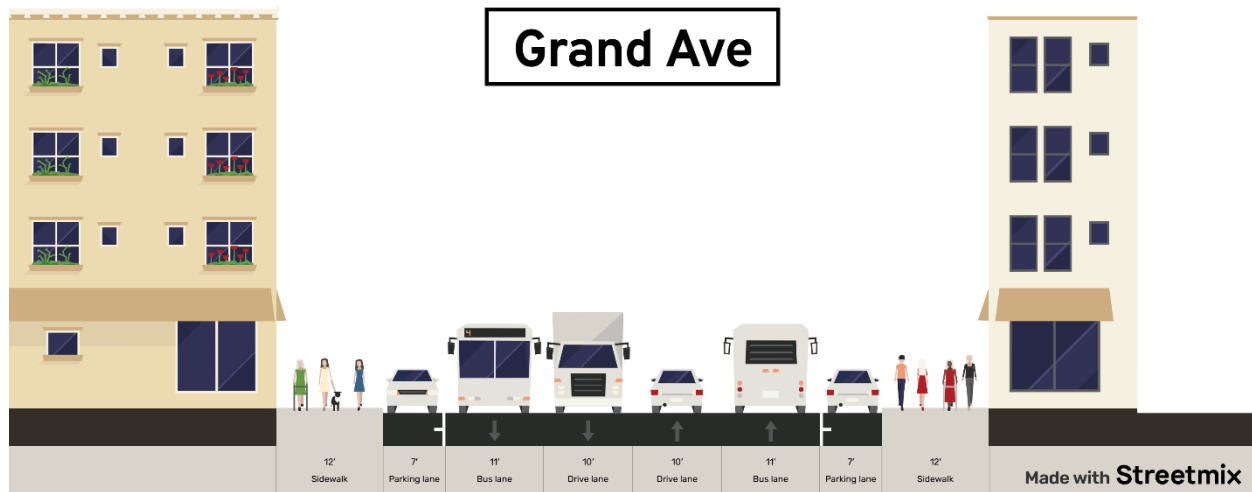 Grand Ave
4
12'
Sidewalk
7'
Parking lane
11'
Bus lane
10'
Drive lane
10'
Drive lane
11'
Bus lane
7'
Parking lane
12'
Sidewalk
Made with Streetmix